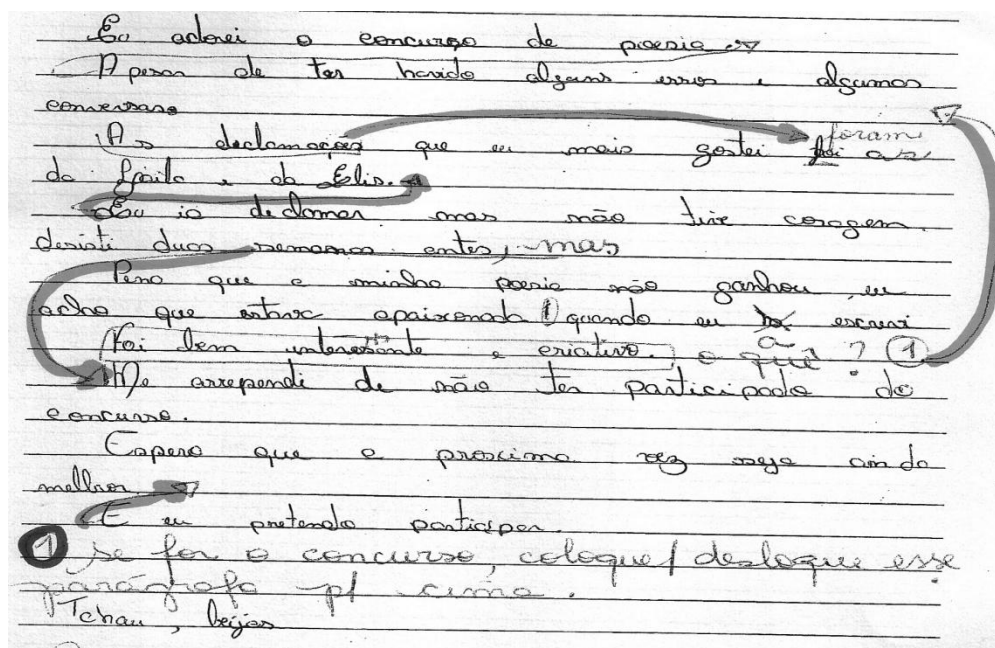 Eu adorei o concurso de poesia.
Apesar de ter havido alguns erros e algumas
conversas
As declamações que eu mais gostei foi foram as
da e da Elis.
Eu ia declamar mas não tive coragem
desisti duas semanas antes, mas
Pena que a minha poesia não ganhou, eu
acho que estava apaixonada quando eu escrevi
Foi bem interessante e criativo. o quê? 1
Me arrependi de não ter participado do
concurso.
Espero que a procima vez seja ainda
melhor
E eu pretendo participar.
1 se for o concurso, coloque/desloque esse
parágrafo p/ cima.
Tchau, beijos